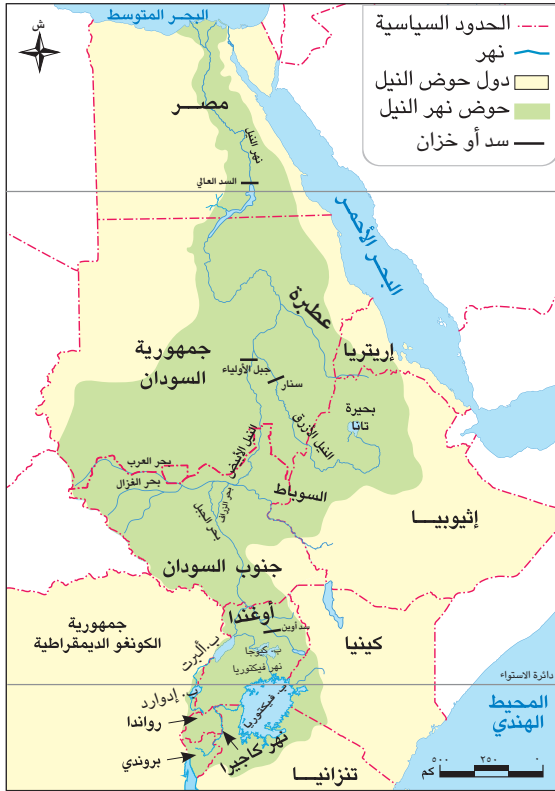 البحر المتوسط
ش
الحدود السياسية
نهر
دول حوض النيل
حوض نهر النيل
سد أو خزان
مصر
نهر النيل
السد العالي
البحر الأحمر
عطبرة
إريتريا
جمهورية
السودان
جبل الأولياء
سنار
بحيرة
تانا
النيل الأزرق
النيل الأبيض
بحر العرب
بحر الغزال
السوباط
بحر الزراف
بحر الجبل
إثيوبيا
جنوب السودان
أوغندا
سد أوين
كينيا
جمهورية
الكونغو الديمقراطية
ب. ألبرت
ب. كيوجا
نهر فيكتوريا
دائرة الاستواء
ب. إدوارد
ب. فيكتوريا
المحيط
الهندي
رواندا
نهر كاجيرا
بروندي
تنزانيا
٥٠٠ ٢٥٠ ٠
كم